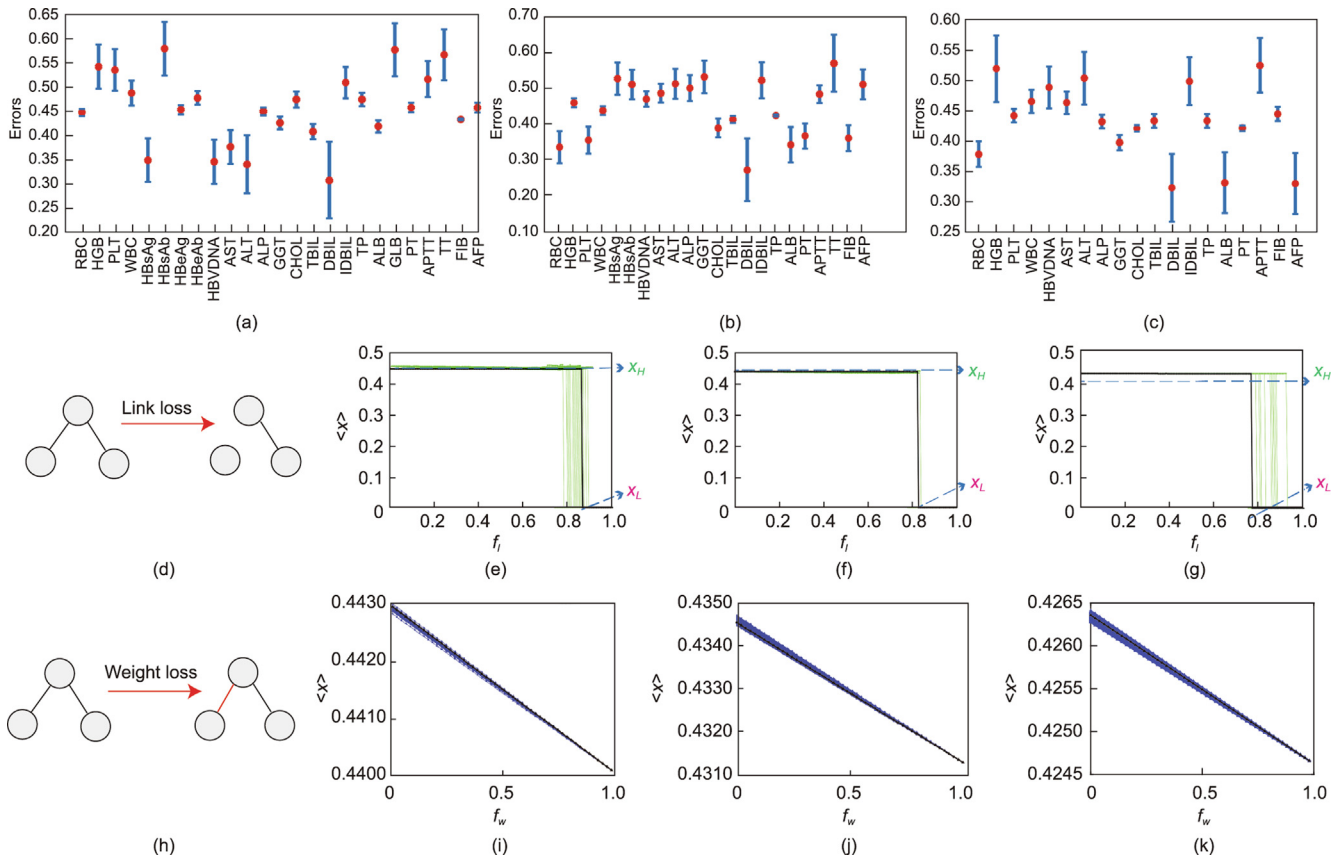 0.65
0.60
0.55
0.50
0.45
0.40
0.35
0.30
0.25
0.20
Errors
RBC
HGB
PLT
WBC
HBsAg
HBsAb
HBeAg
HBeAb
HBVDNA
AST
ALT
ALP
GGT
CHOL
TBIL
DBIL
IDBIL
TP
ALB
GLB
PT
APTT
TT
FIB
AFP
(a)
0.70
0.60
0.50
0.40
0.30
0.20
0.10
0
Errors
RBC
HGB
PLT
WBC
HBsAg
HBsAb
HBVDNA
AST
ALT
ALP
GGT
CHOL
TBIL
DBIL
IDBIL
TP
ALB
PT
APTT
TT
FIB
AFP
(b)
0.60
0.55
0.50
0.45
0.40
0.35
0.30
0.25
0.20
Errors
RBC
HGB
PLT
WBC
HBVDNA
AST
ALT
ALP
GGT
CHOL
TBIL
DBIL
IDBIL
TP
ALB
PT
APTT
FIB
AFP
(c)
Link loss
(d)
0.5
0.4
0.3
0.2
0.1
0
<x>
0.2 0.4 0.6 0.8 1.0
f_l
x_H
x_L
(e)
0.5
0.4
0.3
0.2
0.1
0
<x>
0.2 0.4 0.6 0.8 1.0
f_l
x_H
x_L
(f)
0.5
0.4
0.3
0.2
0.1
0
<x>
0.2 0.4 0.6 0.8 1.0
f_l
x_H
x_L
(g)
Weight loss
(h)
0.4430
0.4420
0.4410
0.4400
<x>
0 0.5 1.0
f_w
(i)
0.4350
0.4340
0.4330
0.4320
0.4310
<x>
0 0.5 1.0
f_w
(j)
0.4265
0.4260
0.4255
0.4250
0.4245
<x>
0 0.5 1.0
f_w
(k)